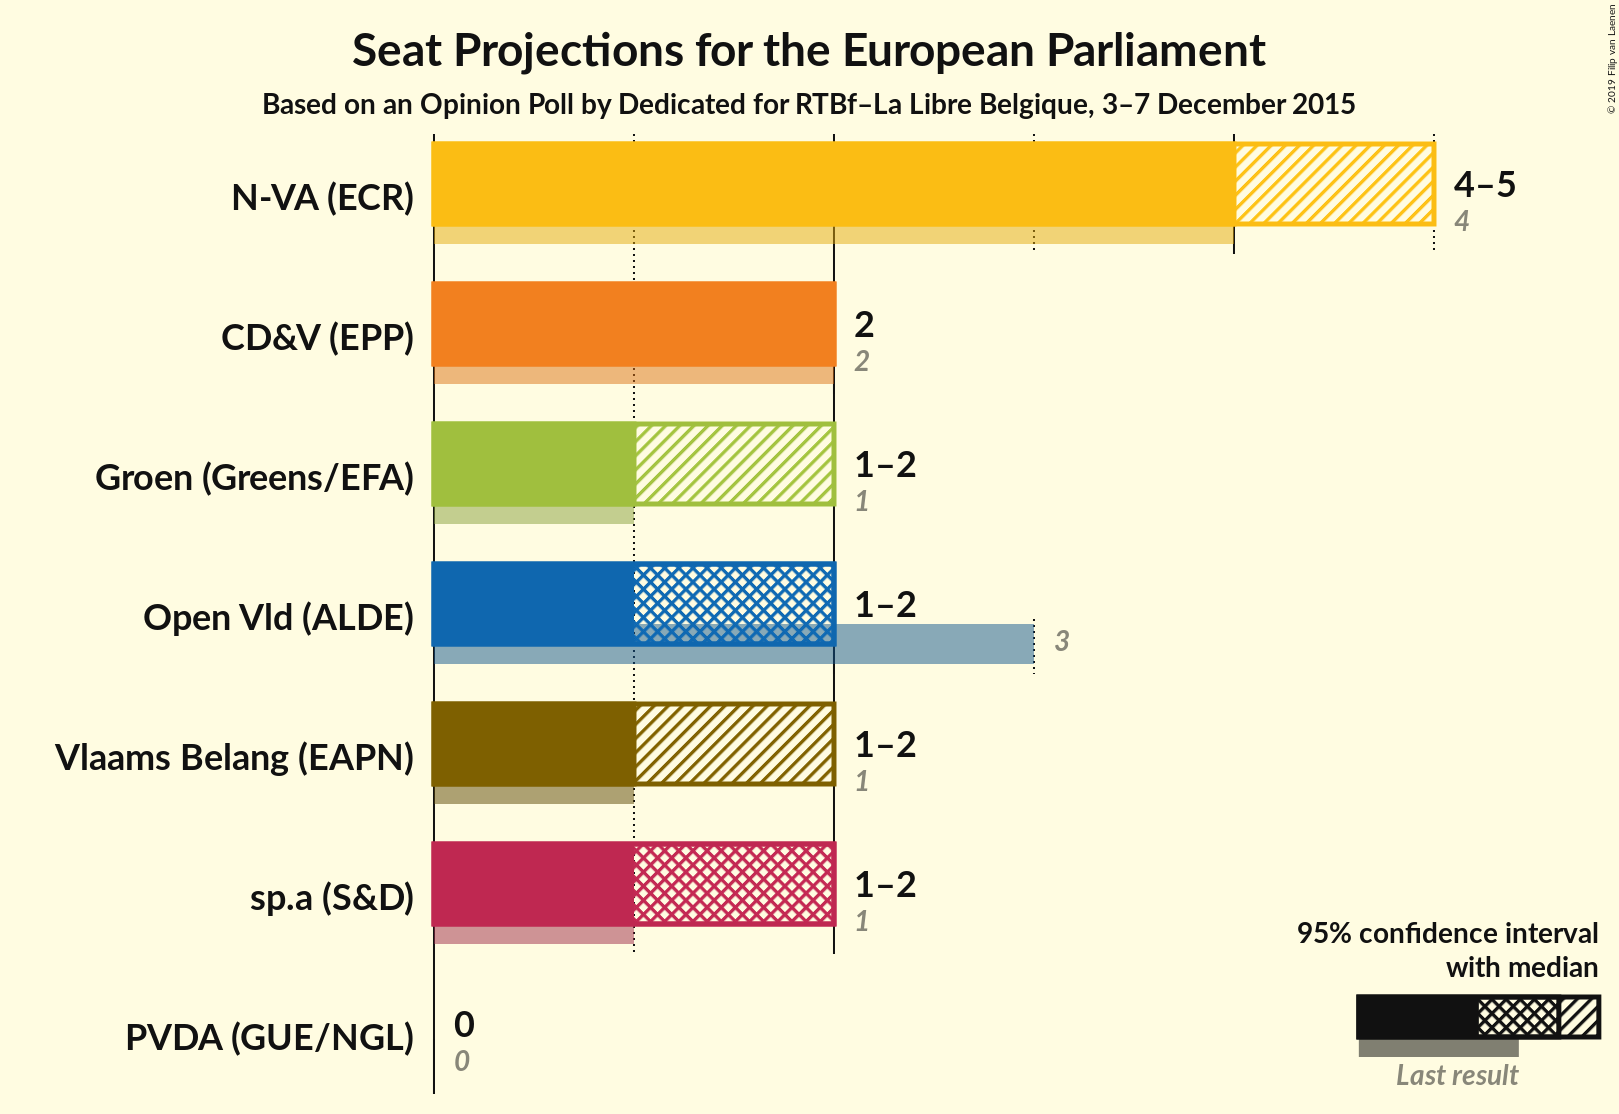 Seat Projections for the European Parliament
Based on an Opinion Poll by Dedicated for RTBf–La Libre Belgique, 3–7 December 2015
© 2019 Filip van Laenen
N-VA (ECR)
4–5
4
CD&V (EPP)
2
2
Groen (Greens/EFA)
1–2
1
Open Vld (ALDE)
1–2
3
Vlaams Belang (EAPN)
1–2
1
sp.a (S&D)
1–2
1
PVDA (GUE/NGL)
0
0
95% confidence interval
with median
Last result